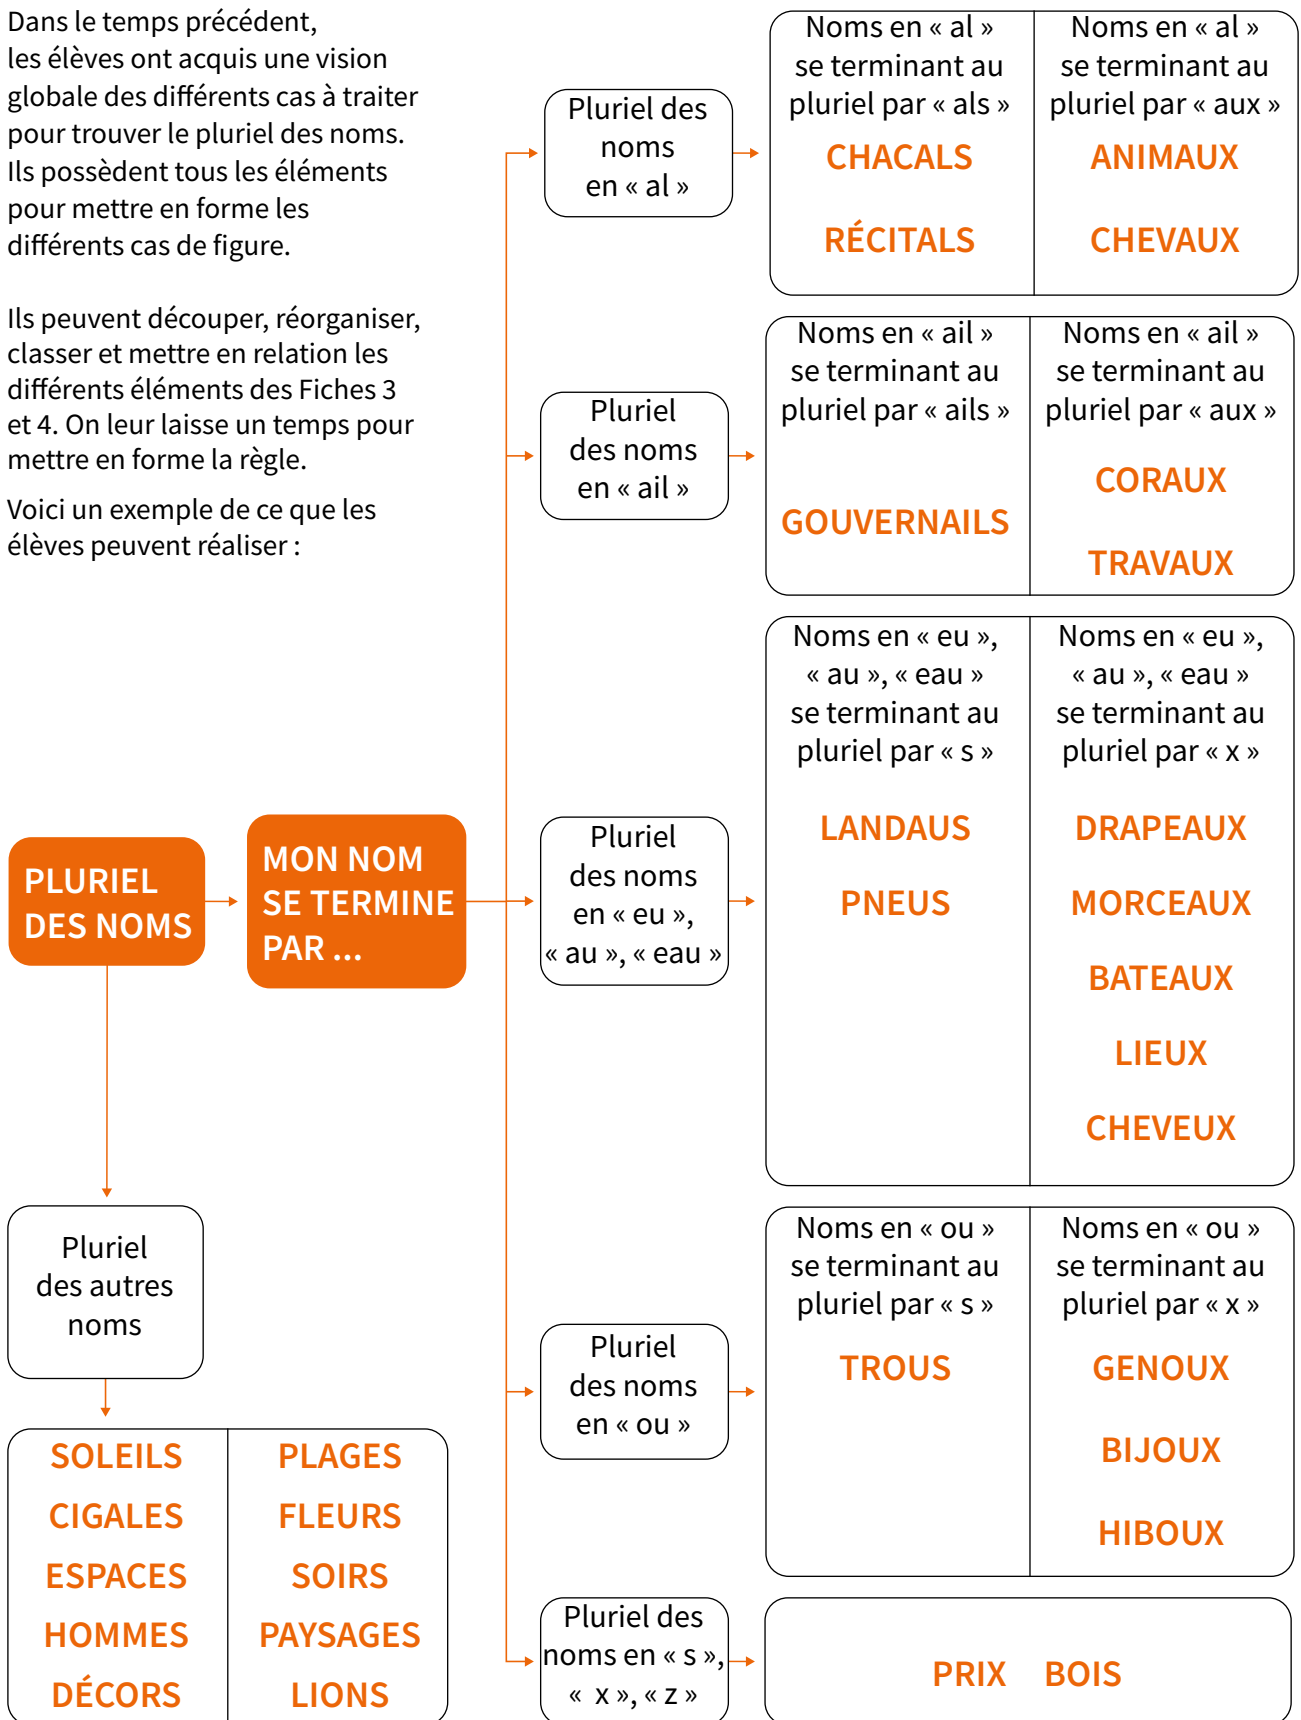 Dans le temps précédent,
les élèves ont acquis une vision
globale des différents cas à traiter
pour trouver le pluriel des noms.
Ils possèdent tous les éléments
pour mettre en forme les
différents cas de figure.
Ils peuvent découper, réorganiser,
classer et mettre en relation les
différents éléments des Fiches 3
et 4. On leur laisse un temps pour
mettre en forme la règle.
Voici un exemple de ce que les
élèves peuvent réaliser :
PLURIEL
DES NOMS
MON NOM
SE TERMINE
PAR ...
Pluriel des
noms
en « al »
Noms en « al »
se terminant au
pluriel par « als »
CHACALS
RÉCITALS
Noms en « al »
se terminant au
pluriel par « aux »
ANIMAUX
CHEVAUX
Pluriel
des noms
en « ail »
Noms en « ail »
se terminant au
pluriel par « ails »
GOUVERNAILS
Noms en « ail »
se terminant au
pluriel par « aux »
CORAUX
TRAVAUX
Pluriel
des noms
en « eu »,
« au », « eau »
Noms en « eu »,
« au », « eau »
se terminant au
pluriel par « s »
LANDAUS
PNEUS
Noms en « eu »,
« au », « eau »
se terminant au
pluriel par « x »
DRAPEAUX
MORCEAUX
BATEAUX
LIEUX
CHEVEUX
Pluriel
des noms
en « ou »
Noms en « ou »
se terminant au
pluriel par « s »
TROUS
Noms en « ou »
se terminant au
pluriel par « x »
GENOUX
BIJOUX
HIBOUX
Pluriel des
noms en « s »,
« x », « z »
PRIX BOIS
Pluriel
des autres
noms
SOLEILS
CIGALES
ESPACES
HOMMES
DÉCORS
PLAGES
FLEURS
SOIRS
PAYSAGES
LIONS